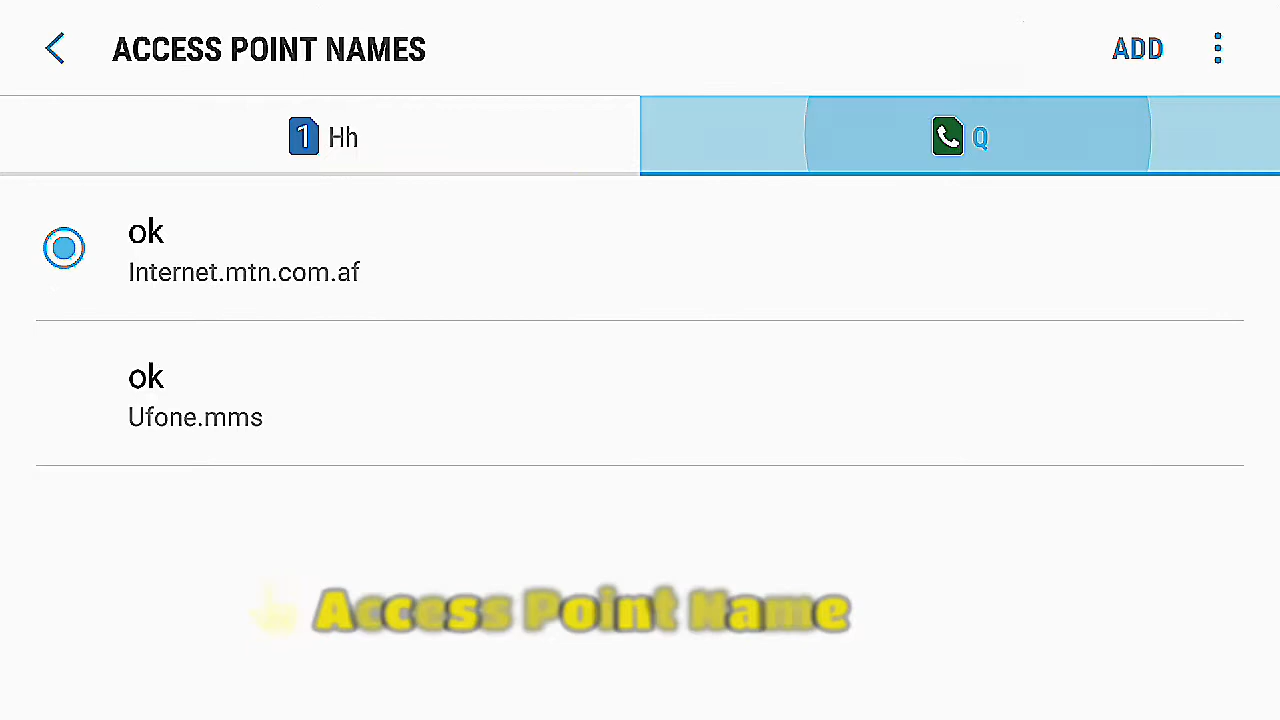 ACCESS POINT NAMES
ADD
1 Hh
Q
ok
Internet.mtn.com.af
ok
Ufone.mms
Access Point Name